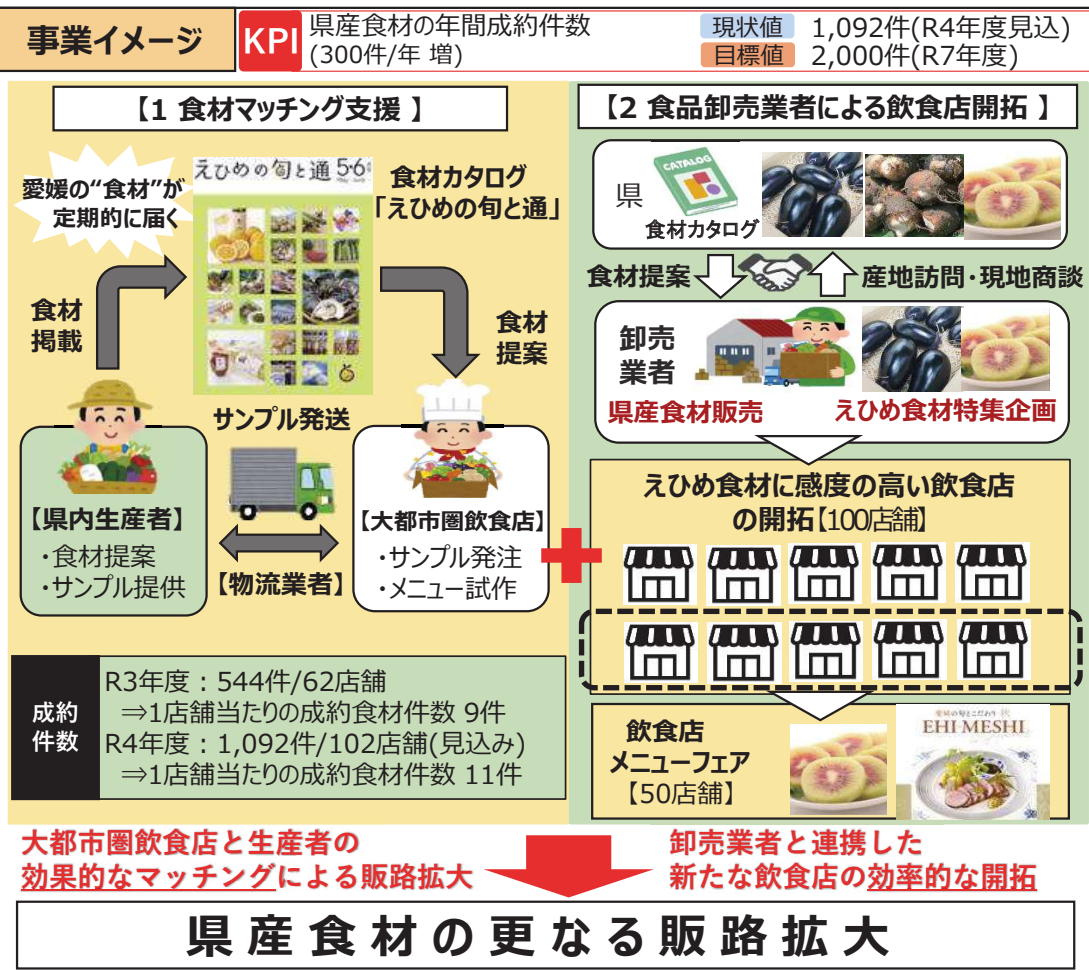 事業イメージ
KPI
県産食材の年間成約件数
(300件/年 増)
現状値 1,092件(R4年度見込)
目標値 2,000件(R7年度)
【1 食材マッチング支援 】
愛媛の“食材”が
定期的に届く
えひめの旬と通 5・6
食材カタログ
「えひめの旬と通」
食材
掲載
食材
提案
サンプル発送
【県内生産者】
・食材提案
・サンプル提供
【物流業者】
【大都市圏飲食店】
・サンプル発注
・メニュー試作
成約
件数
R3年度：544件/62店舗
⇒1店舗当たりの成約食材件数 9件
R4年度：1,092件/102店舗(見込み)
⇒1店舗当たりの成約食材件数 11件
【2 食品卸売業者による飲食店開拓 】
県
CATALOG
食材カタログ
食材提案
産地訪問・現地商談
卸売
業者
県産食材販売
えひめ食材特集企画
えひめ食材に感度の高い飲食店
の開拓【100店舗】
飲食店
メニューフェア
【50店舗】
愛媛の旬とこだわり
EHI MESHI
大都市圏飲食店と生産者の
効果的なマッチングによる販路拡大
卸売業者と連携した
新たな飲食店の効率的な開拓
県産食材の更なる販路拡大